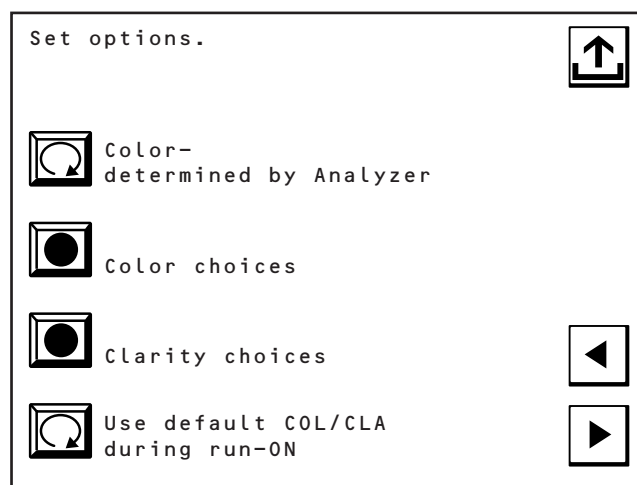 Set options.
Color-
determined by Analyzer
Color choices
Clarity choices
Use default COL/CLA
during run-ON